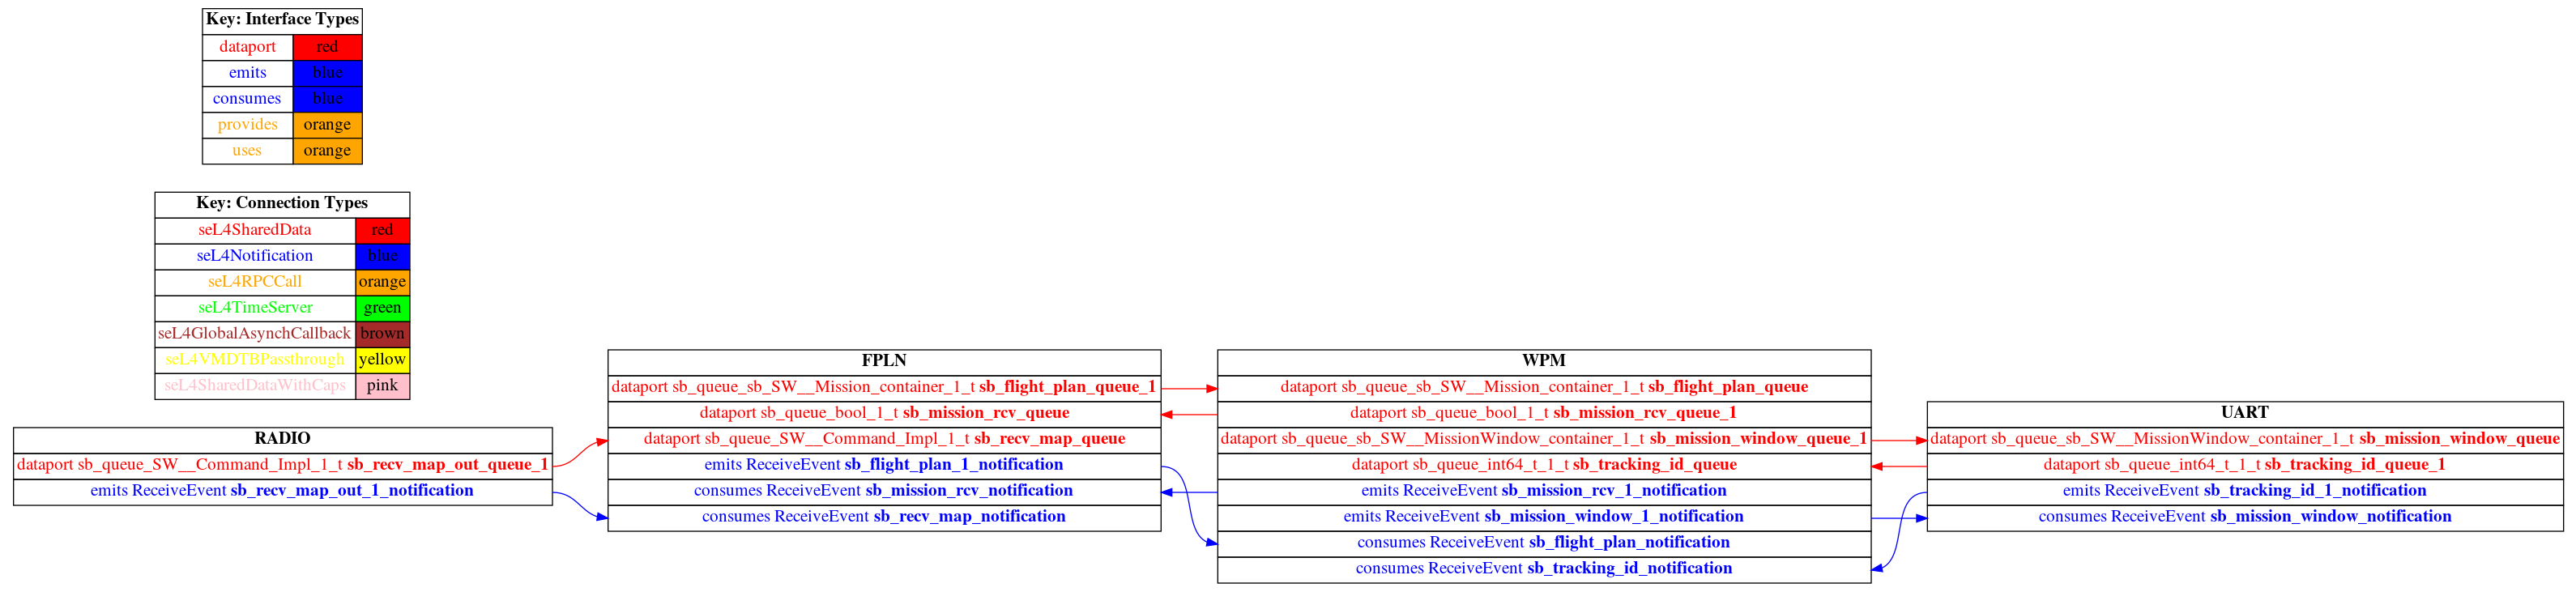 Key: Interface Types
dataport red
emits blue
consumes blue
provides orange
uses orange
Key: Connection Types
seL4SharedData red
seL4Notification blue
seL4RPCCall orange
seL4TimeServer green
seL4GlobalAsynchCallback brown
seL4VMDTBPassthrough yellow
seL4SharedDataWithCaps pink
RADIO
dataport sb_queue_SW__Command_Impl_1_t sb_recv_map_out_queue_1
emits ReceiveEvent sb_recv_map_out_1_notification
FPLN
dataport sb_queue_sb_SW__Mission_container_1_t sb_flight_plan_queue_1
dataport sb_queue_bool_1_t sb_mission_rcv_queue
dataport sb_queue_SW__Command_Impl_1_t sb_recv_map_queue
emits ReceiveEvent sb_flight_plan_1_notification
consumes ReceiveEvent sb_mission_rcv_notification
consumes ReceiveEvent sb_recv_map_notification
WPM
dataport sb_queue_sb_SW__Mission_container_1_t sb_flight_plan_queue
dataport sb_queue_bool_1_t sb_mission_rcv_queue_1
dataport sb_queue_sb_SW__MissionWindow_container_1_t sb_mission_window_queue_1
dataport sb_queue_int64_t_1_t sb_tracking_id_queue
emits ReceiveEvent sb_mission_rcv_1_notification
emits ReceiveEvent sb_mission_window_1_notification
consumes ReceiveEvent sb_flight_plan_notification
consumes ReceiveEvent sb_tracking_id_notification
UART
dataport sb_queue_sb_SW__MissionWindow_container_1_t sb_mission_window_queue
dataport sb_queue_int64_t_1_t sb_tracking_id_queue_1
emits ReceiveEvent sb_tracking_id_1_notification
consumes ReceiveEvent sb_mission_window_notification